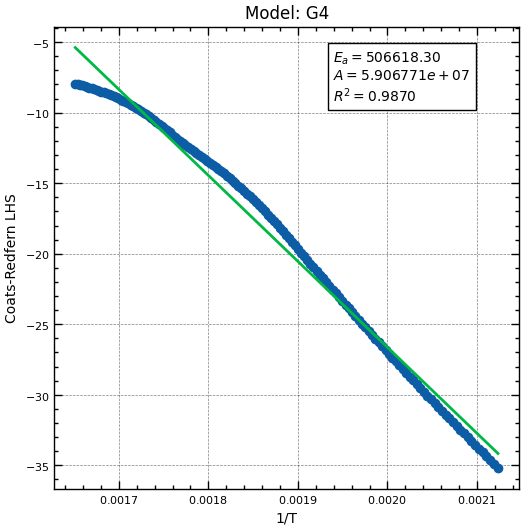 Model: G4
Coats-Redfern LHS
−5
−10
−15
−20
−25
−30
−35
E_a = 506618.30
A = 5.906771e + 07
R^2 = 0.9870
0.0017 0.0018 0.0019 0.0020 0.0021
1/T